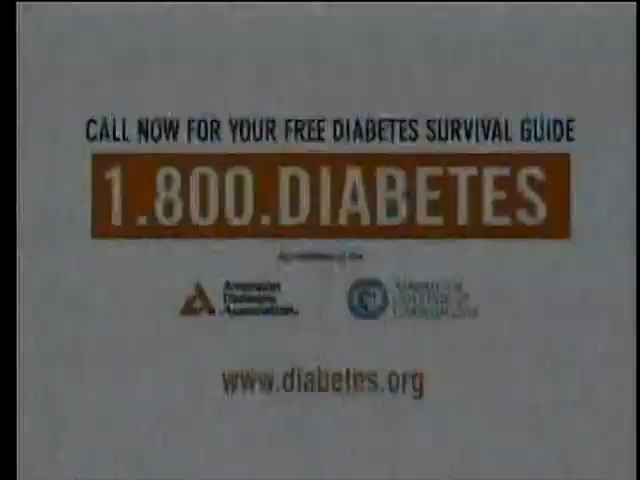 CALL NOW FOR YOUR FREE DIABETES SURVIVAL GUIDE
1.800.DIABETES
American
Diabetes
Association
www.diabetes.org